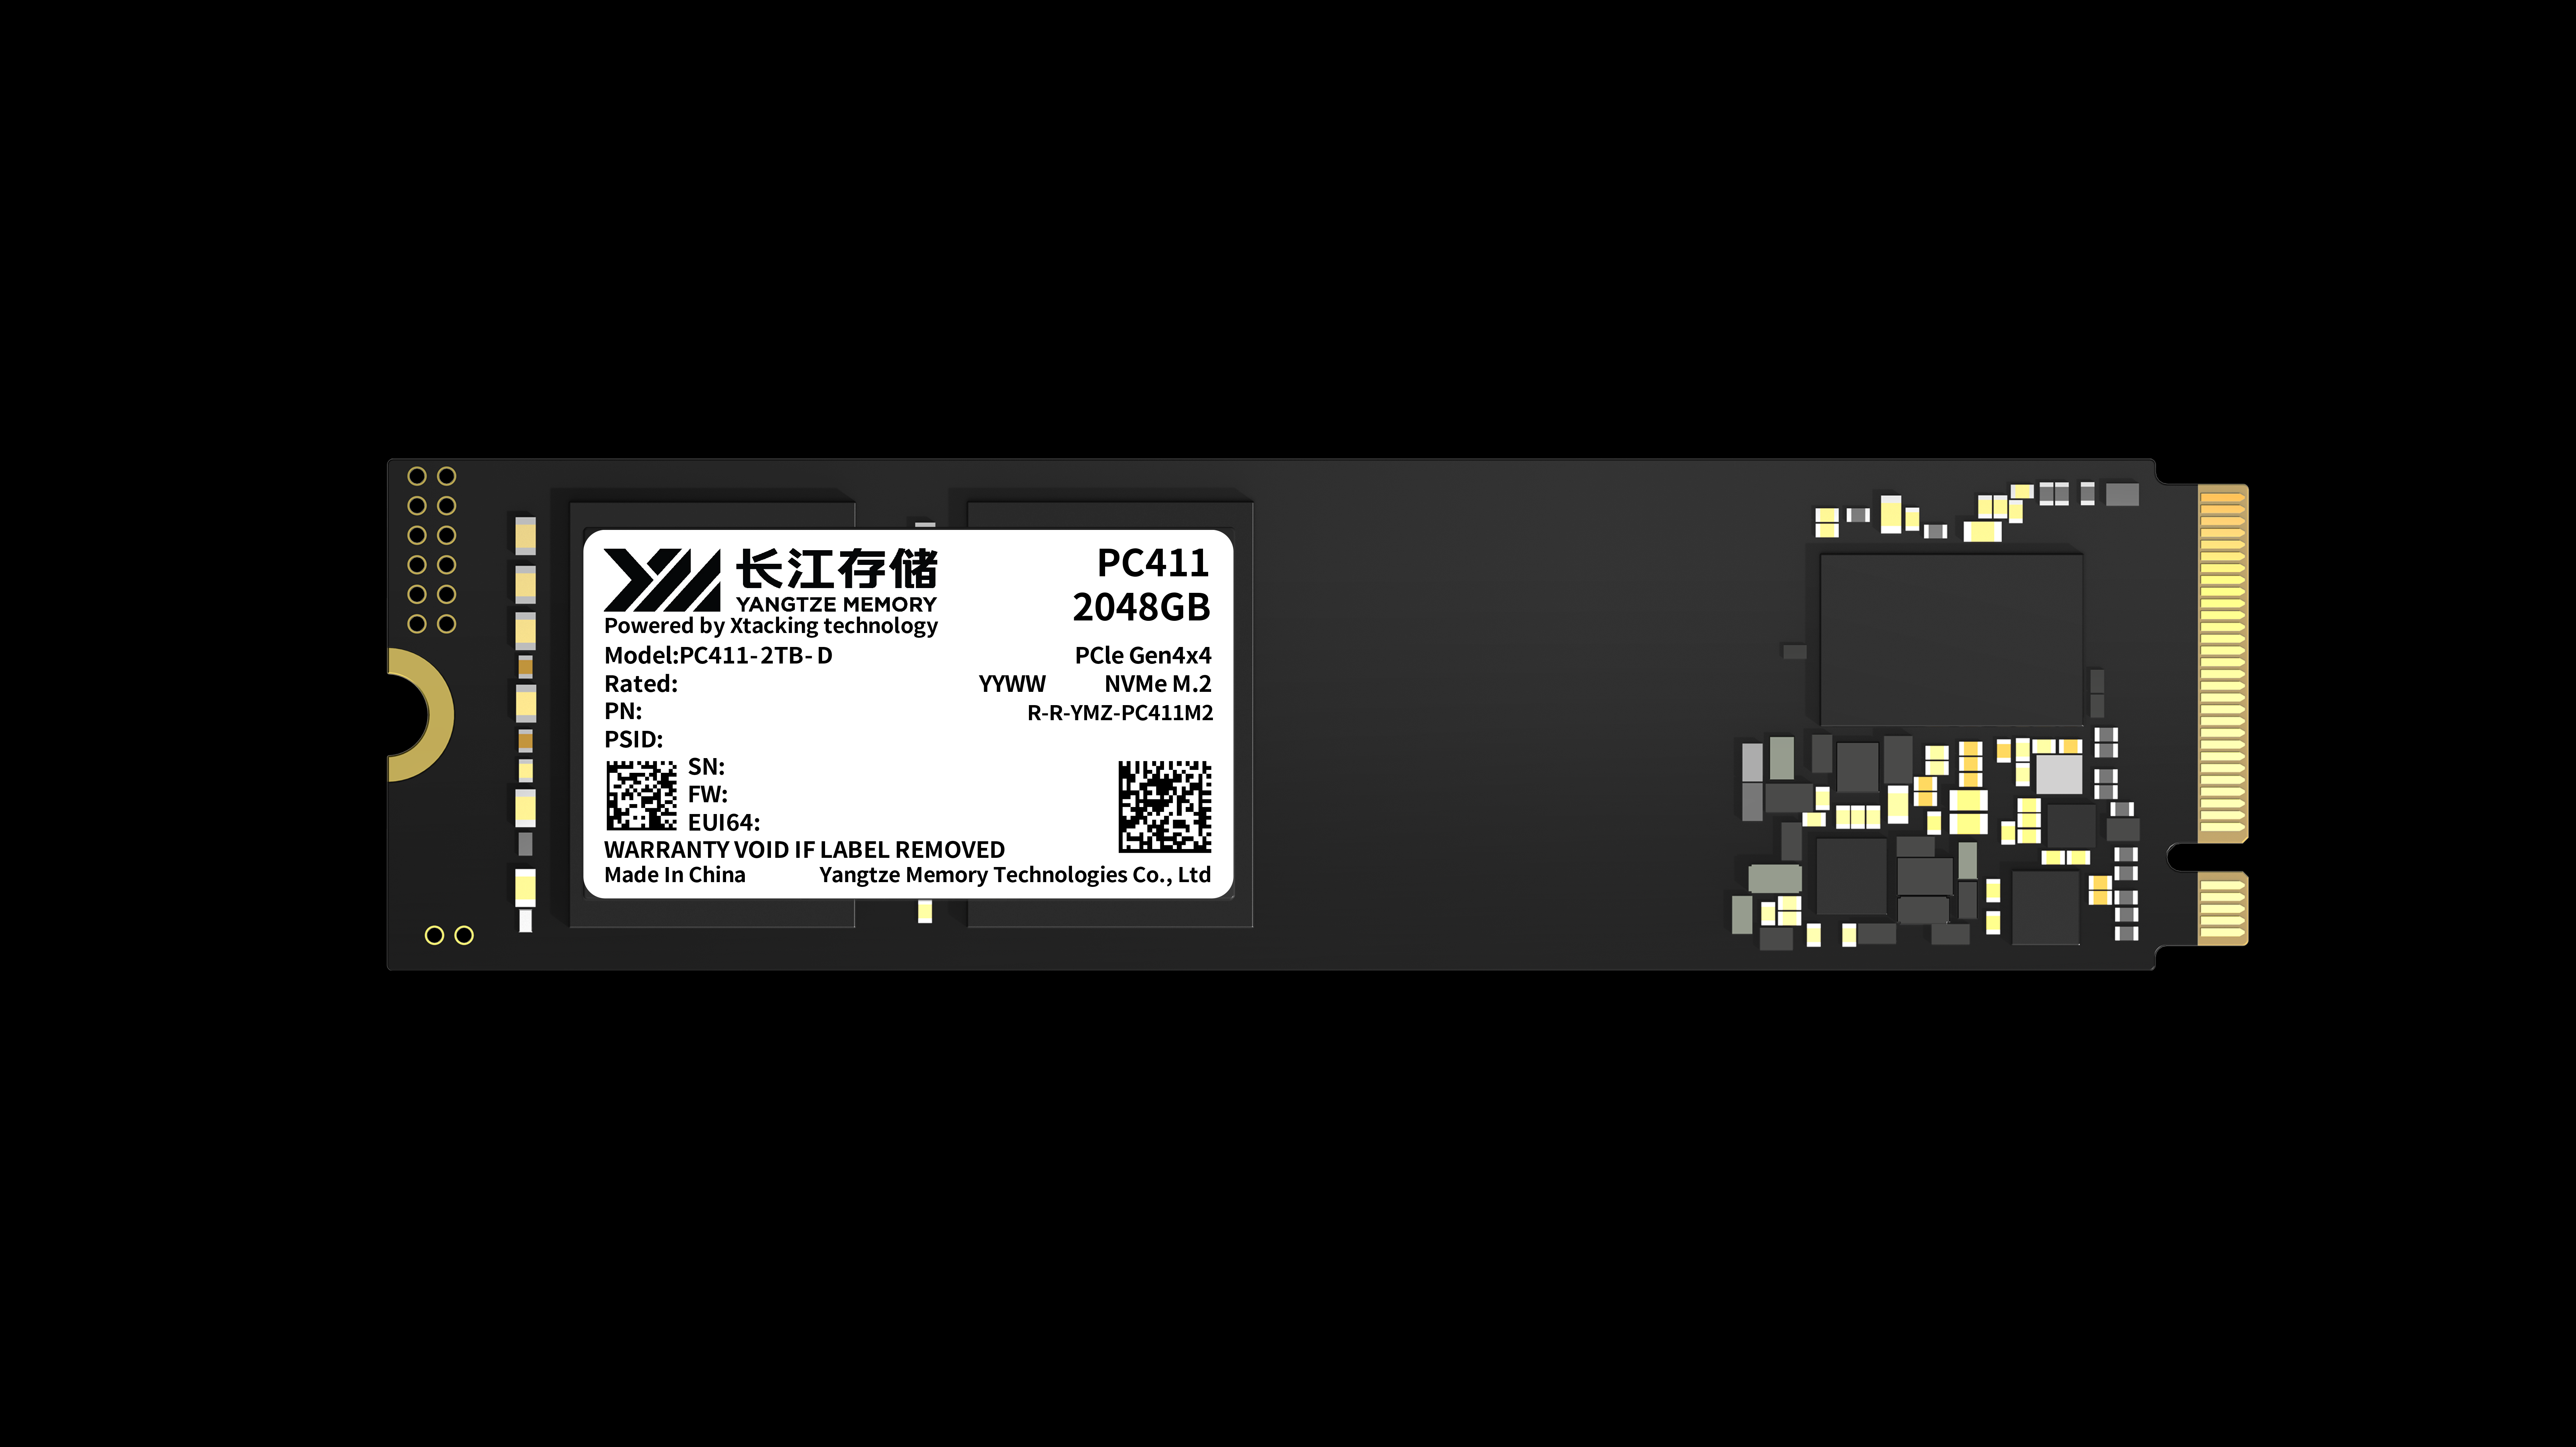 长江存储
YANGTZE MEMORY
Powered by Xtacking technology
PC411
2048GB
Model:PC411-2TB-D
PCIe Gen4x4
Rated:
YYWW
NVMe M.2
PN:
R-R-YMZ-PC411M2
PSID:
SN:
FW:
EUI64:
WARRANTY VOID IF LABEL REMOVED
Made In China
Yangtze Memory Technologies Co., Ltd